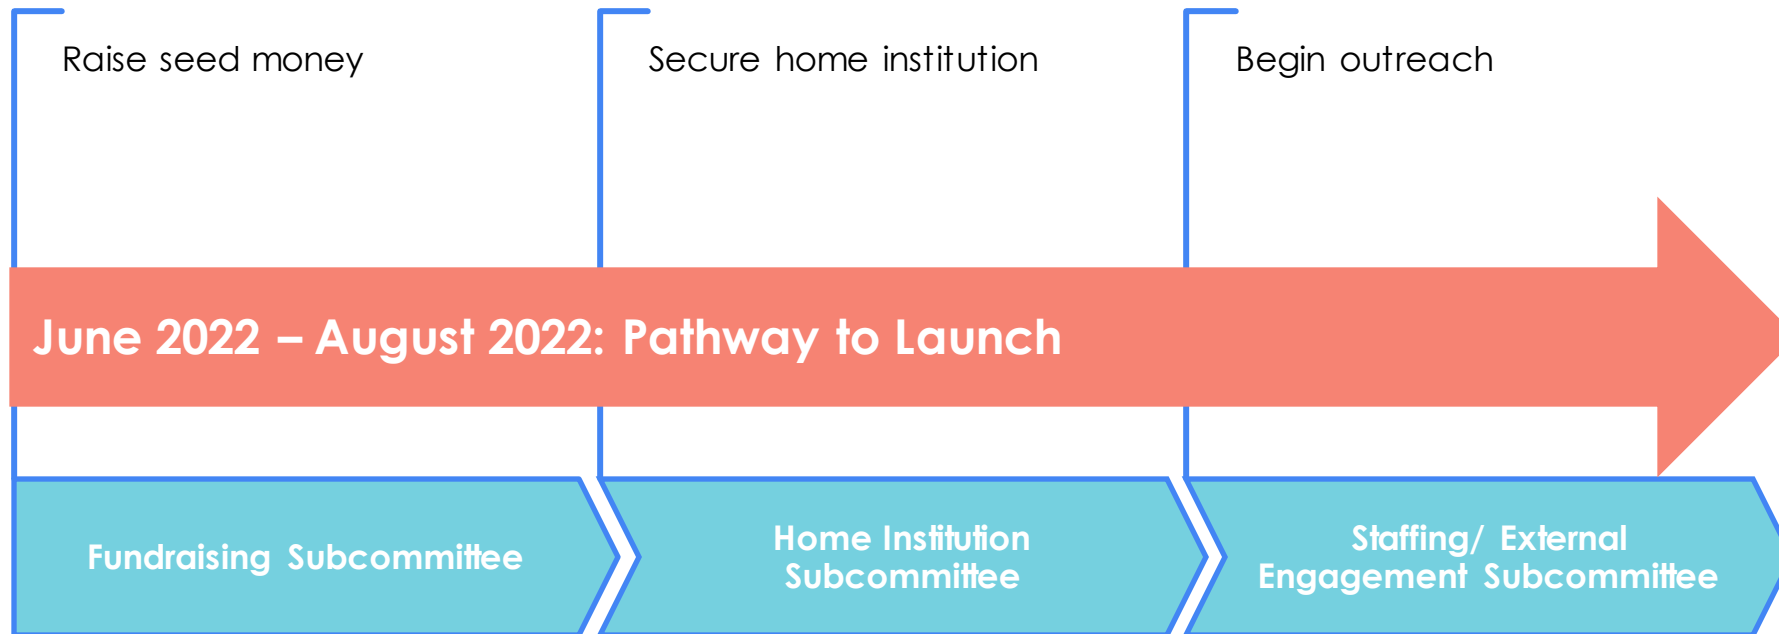 Raise seed money
Secure home institution
Begin outreach
June 2022 – August 2022: Pathway to Launch
Fundraising Subcommittee
Home Institution
Subcommittee
Staffing/ External
Engagement Subcommittee